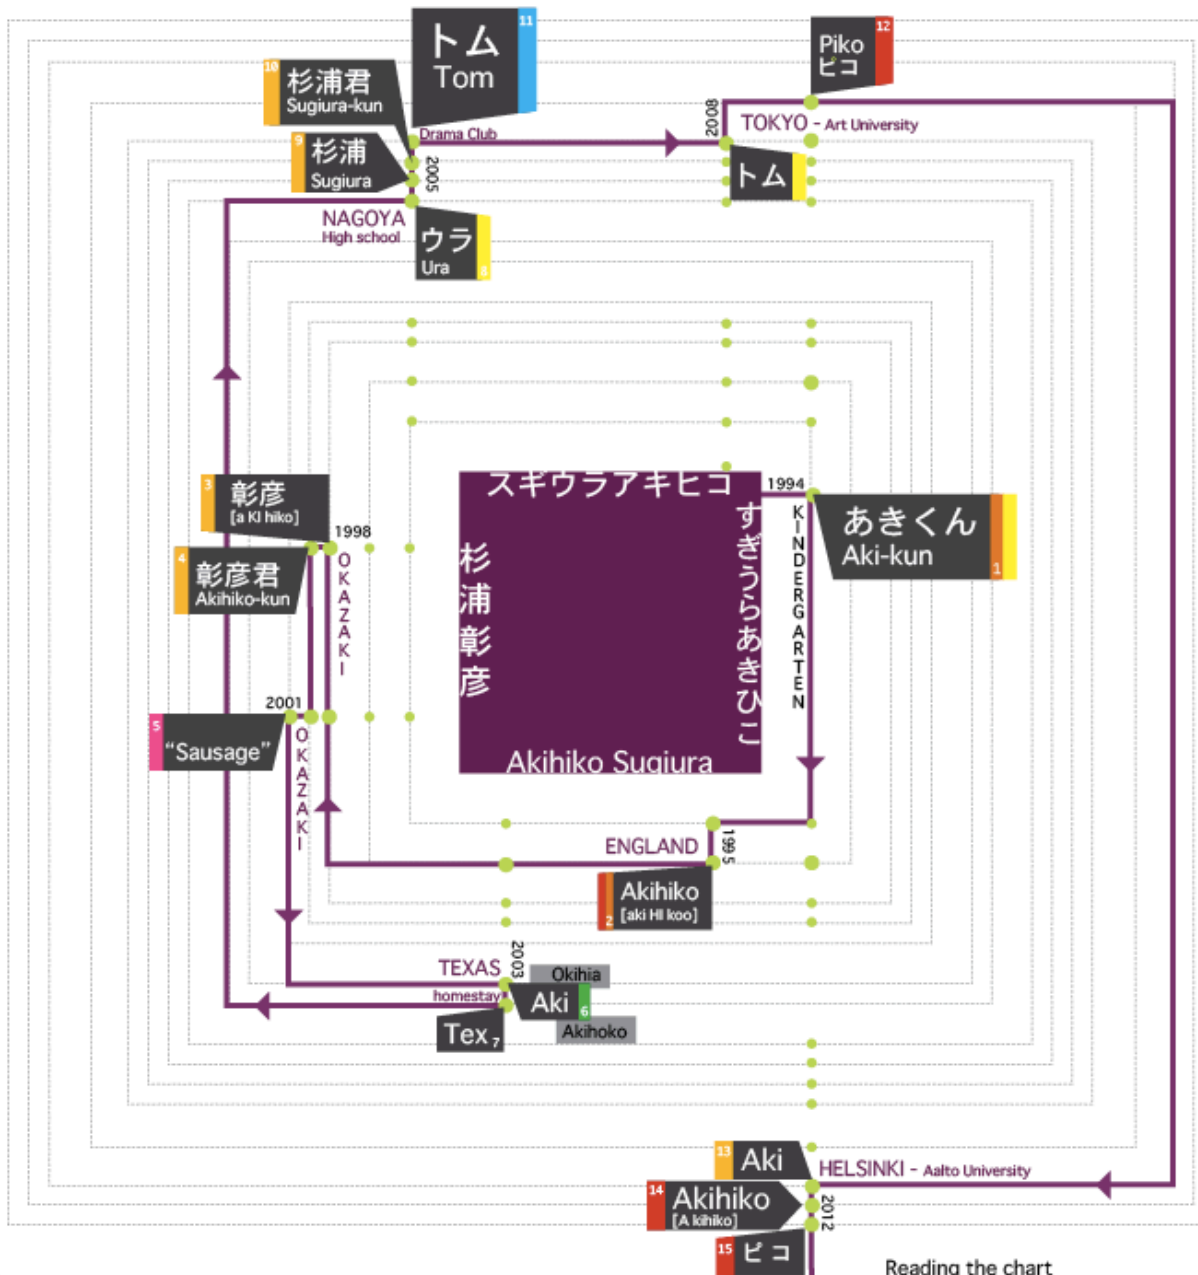 11
トム
Tom
12
Piko
ピコ
10
杉浦君
Sugiura-kun
9
杉浦
Sugiura
Drama Club
2005
2008
TOKYO - Art University
トム
NAGOYA
High school
ウラ
Ura
8
スギウラアキヒコ
すぎうらあきひこ
杉浦彰彦
Akihiko Sugiura
1994
KINDERGARTEN
あきくん
Aki-kun
1
3
彰彦
[a KI hiko]
1998
OKAZAKI
4
彰彦君
Akihiko-kun
2001
OKAZAKI
5
"Sausage"
ENGLAND
1995
Akihiko
[aki HI koo]
2
TEXAS
homestay
2003
Okihia
Aki
6
Akihoko
Tex
7
13
Aki
HELSINKI - Aalto University
14
Akihiko
[A kihiko]
2012
15
ピコ
Reading the chart